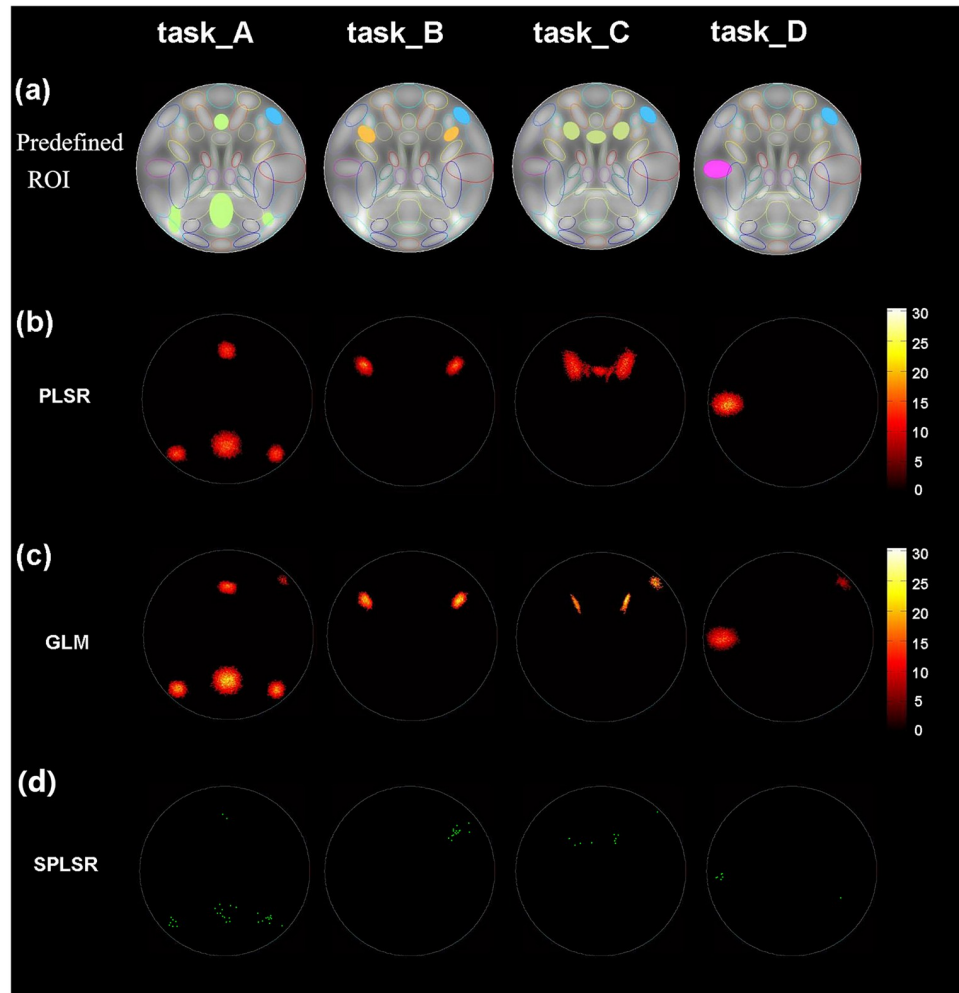 task_A task_B task_C task_D
(a)
Predefined
ROI
(b)
30
25
20
PLSR
15
10
5
0
(c)
30
25
20
GLM
15
10
5
0
(d)
SPLSR